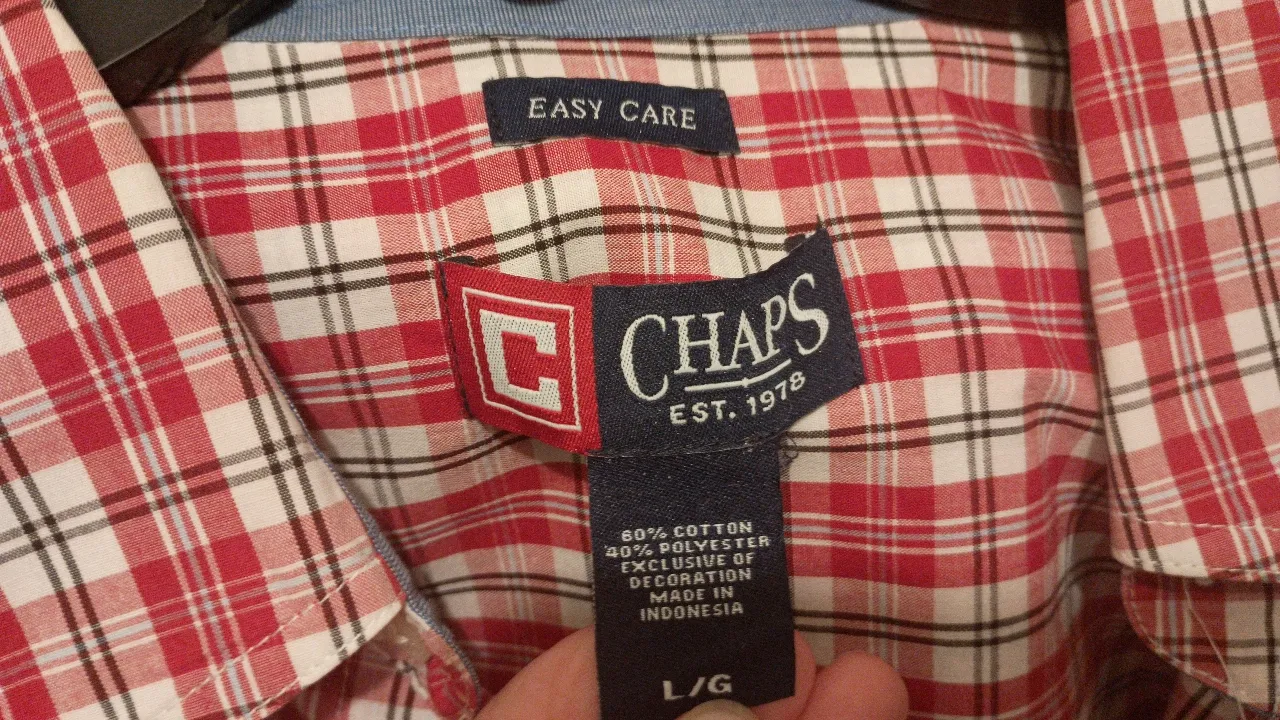 EASY CARE
C
CHAPS
EST. 1978
60% COTTON
40% POLYESTER
EXCLUSIVE OF
DECORATION
MADE IN
INDONESIA
L/G